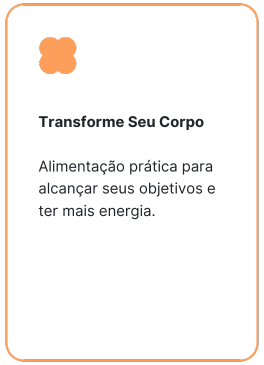 Transforme Seu Corpo
Alimentação prática para
alcançar seus objetivos e
ter mais energia.